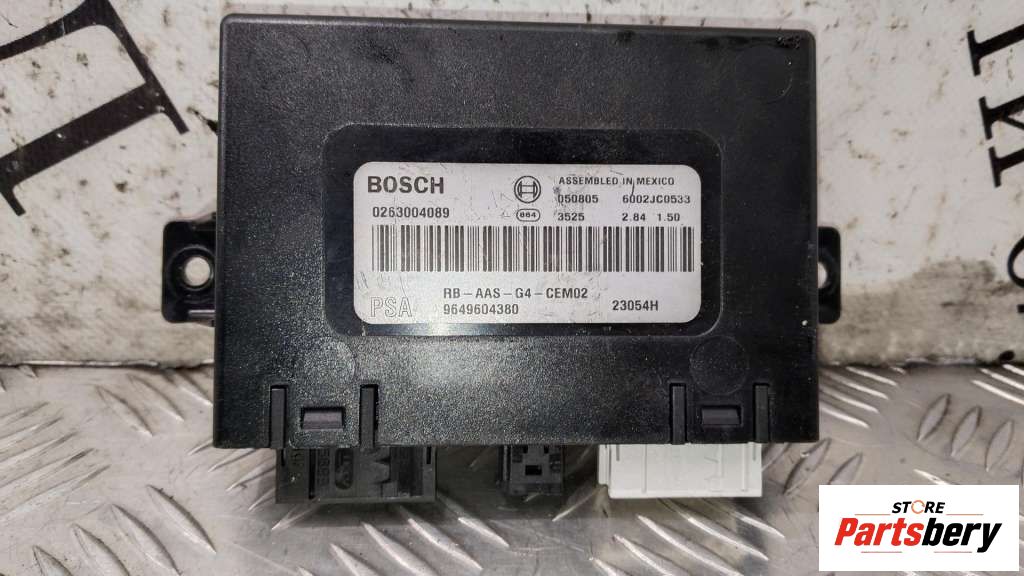 BOSCH
ASSEMBLED IN MEXICO
050805 6002JC0533
0263004089
864
3525 2.84 1.50
RB-AAS-G4-CEM02
PSA
9649604380
23054H
STORE
Partsbery